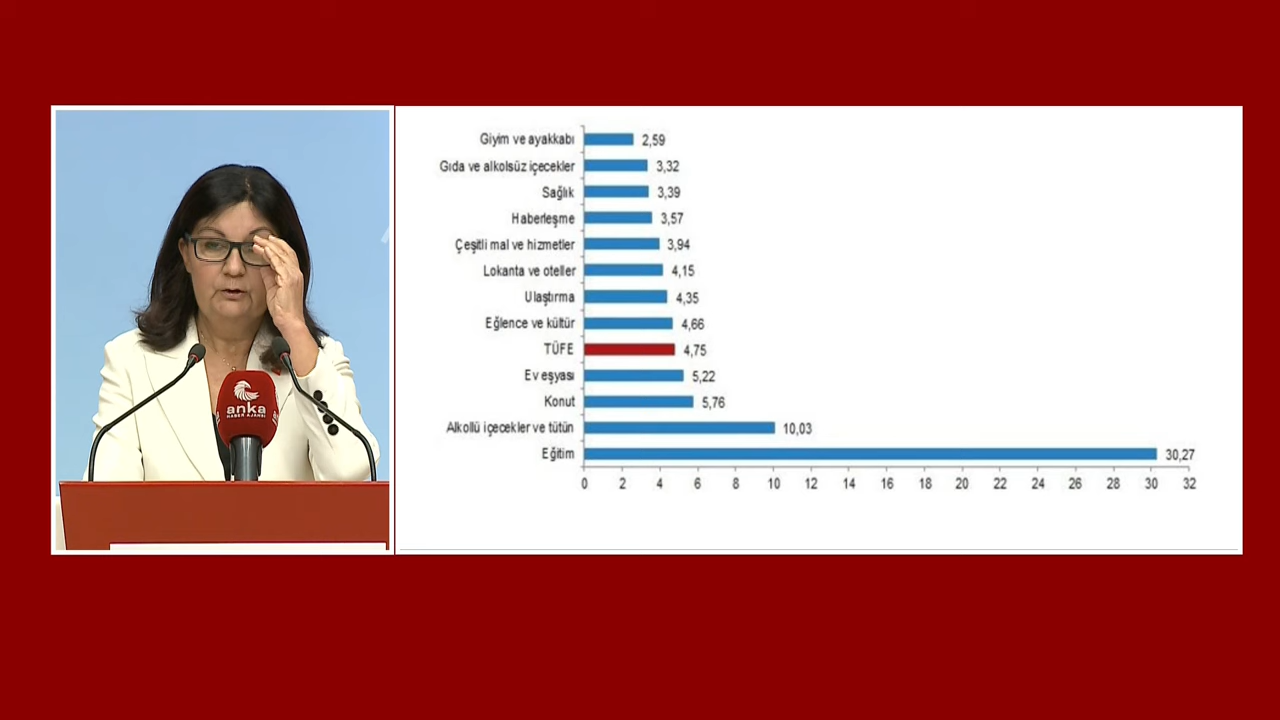 anka
HABER AJANSI
Giyim ve ayakkabı 2,59
Gıda ve alkolsüz içecekler 3,32
Sağlık 3,39
Haberleşme 3,57
Çeşitli mal ve hizmetler 3,94
Lokanta ve oteller 4,15
Ulaştırma 4,35
Eğlence ve kültür 4,66
TÜFE 4,75
Ev eşyası 5,22
Konut 5,76
Alkollü içecekler ve tütün 10,03
Eğitim 30,27
0 2 4 6 8 10 12 14 16 18 20 22 24 26 28 30 32